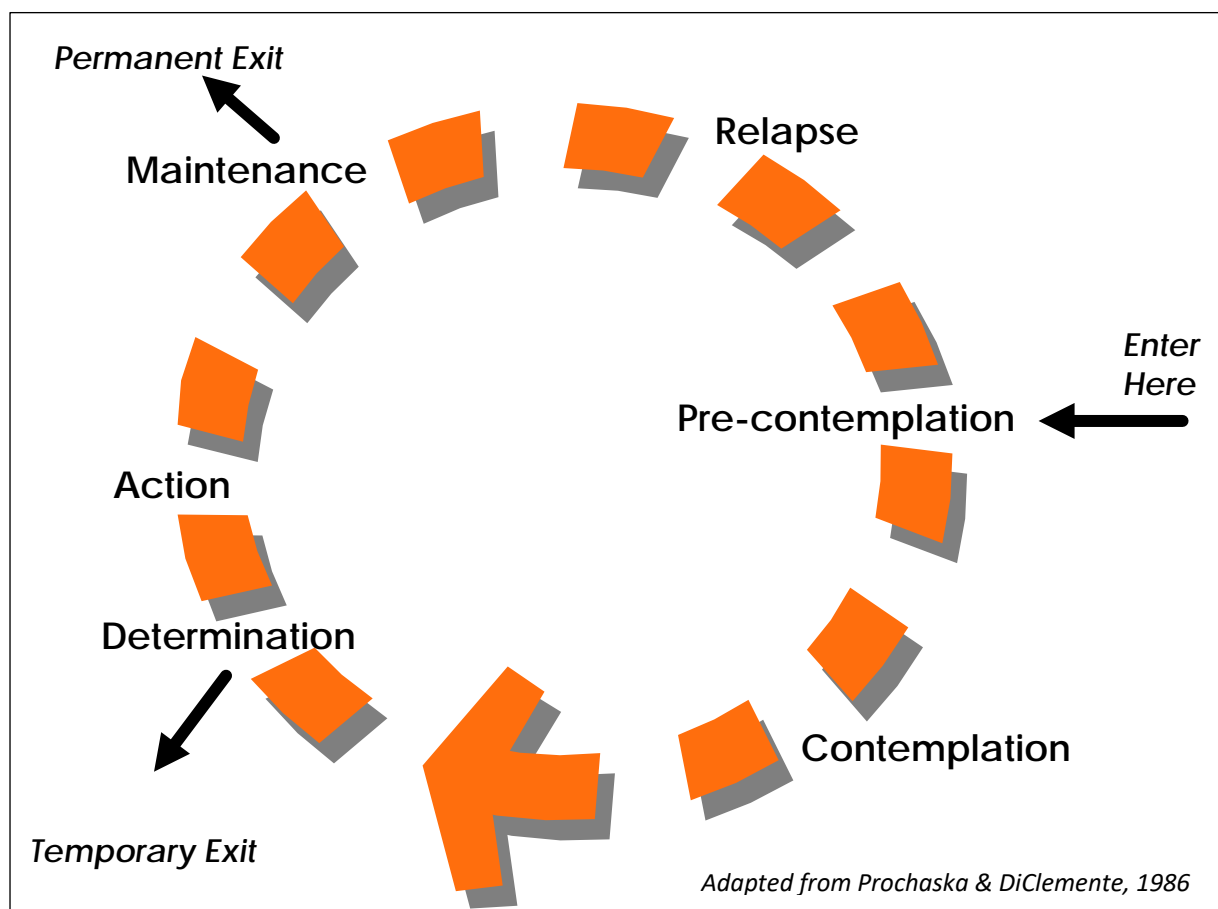 Permanent Exit
Relapse
Maintenance
Enter
Here
Pre-contemplation
Action
Determination
Contemplation
Temporary Exit
Adapted from Prochaska & DiClemente, 1986